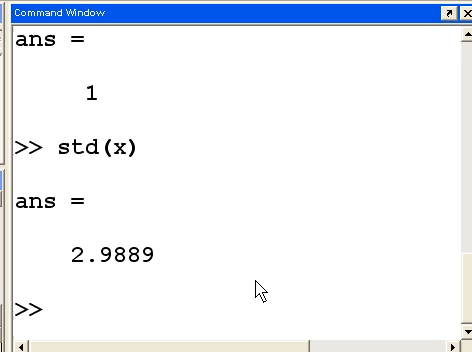 Command Window
ans =
1
>> std(x)
ans =
2.9889
>>